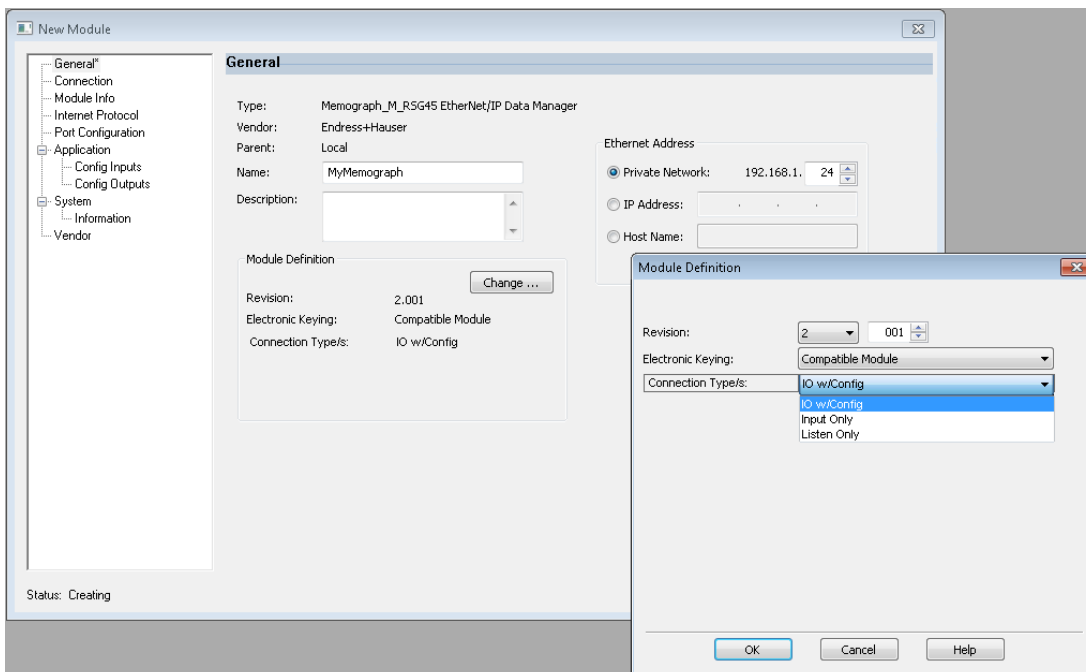 New Module
General*
Connection
Module Info
Internet Protocol
Port Configuration
Application
Config Inputs
Config Outputs
System
Information
Vendor
Status: Creating
General
Type: Memograph_M_RSG45 EtherNet/IP Data Manager
Vendor: Endress+Hauser
Parent: Local
Name: MyMemograph
Description:
Module Definition
Change ...
Revision: 2.001
Electronic Keying: Compatible Module
Connection Type/s: IO w/Config
Ethernet Address
Private Network: 192.168.1. 24
IP Address: . . .
Host Name:
Module Definition
Revision: 2 001
Electronic Keying: Compatible Module
Connection Type/s: IO w/Config
IO w/Config
Input Only
Listen Only
OK Cancel Help